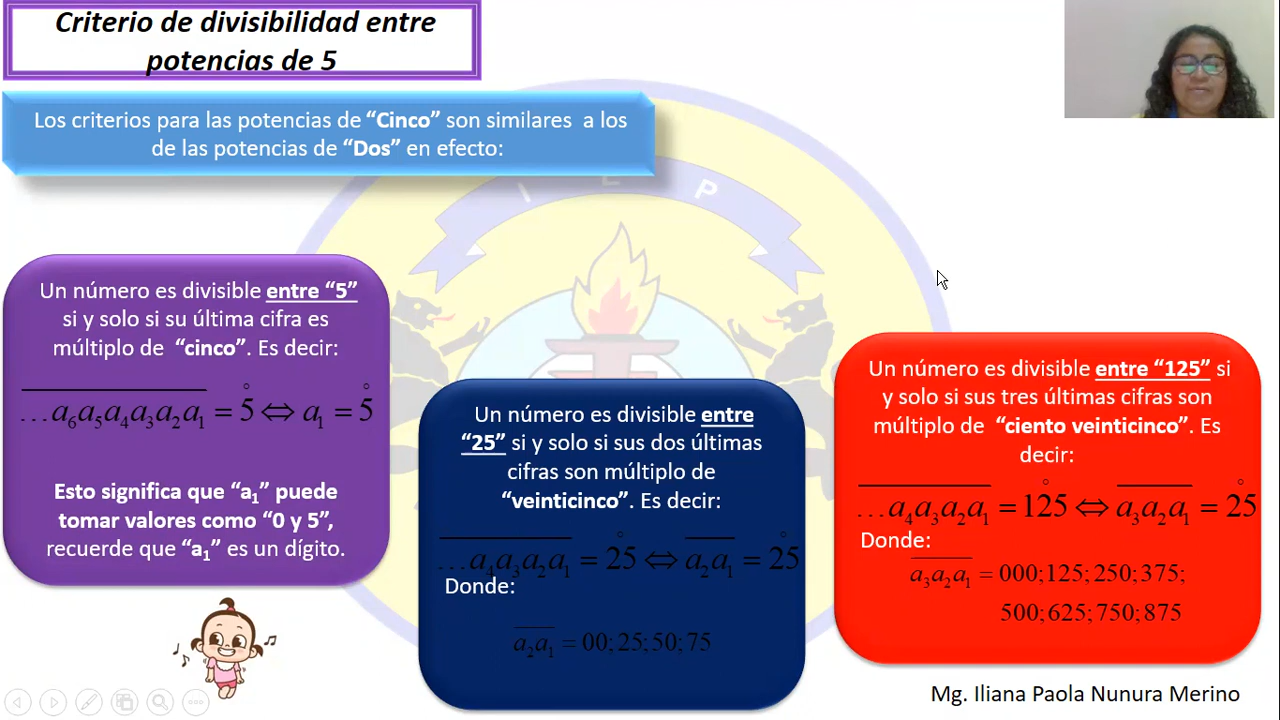 Criterio de divisibilidad entre
potencias de 5
Los criterios para las potencias de “Cinco” son similares a los
de las potencias de “Dos” en efecto:
I E P
Un número es divisible entre “5”
si y solo si su última cifra es
múltiplo de “cinco”. Es decir:
...a₆a₅a₄a₃a₂a₁ = 5° ⇔ a₁ = 5°
Esto significa que “a₁” puede
tomar valores como “0 y 5”,
recuerde que “a₁” es un dígito.
Un número es divisible entre
“25” si y solo si sus dos últimas
cifras son múltiplo de
“veinticinco”. Es decir:
...a₄a₃a₂a₁ = 25° ⇔ a₂a₁ = 25°
Donde:
a₂a₁ = 00; 25; 50; 75
Un número es divisible entre “125” si
y solo si sus tres últimas cifras son
múltiplo de “ciento veinticinco”. Es
decir:
...a₄a₃a₂a₁ = 125° ⇔ a₃a₂a₁ = 25°
Donde:
a₃a₂a₁ = 000;125;250;375;
500;625;750;875
Mg. Iliana Paola Nunura Merino